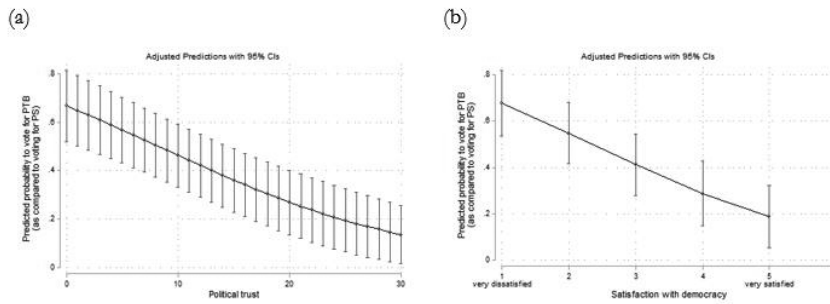 (a)
Adjusted Predictions with 95% CIs
Predicted probability to vote for PTB
(as compared to voting for PS)
.8
.6
.4
.2
0
0 10 20 30
Political trust
(b)
Adjusted Predictions with 95% CIs
Predicted probability to vote for PTB
(as compared to voting for PS)
.8
.6
.4
.2
0
1 2 3 4 5
very dissatisfied very satisfied
Satisfaction with democracy